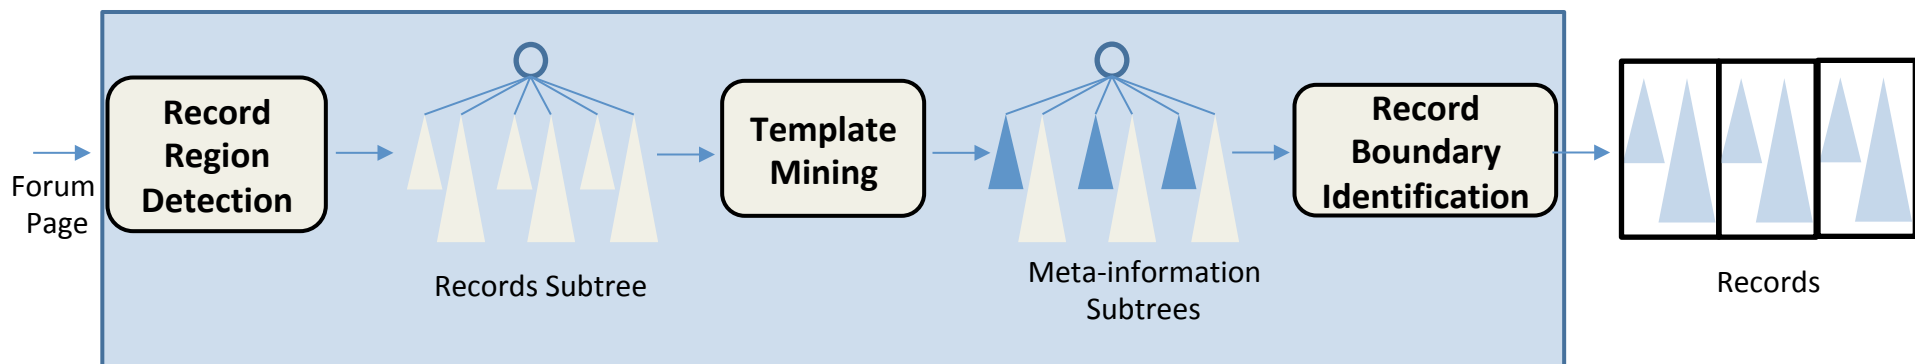 Forum
Page
Record
Region
Detection
Records Subtree
Template
Mining
Meta-information
Subtrees
Record
Boundary
Identification
Records